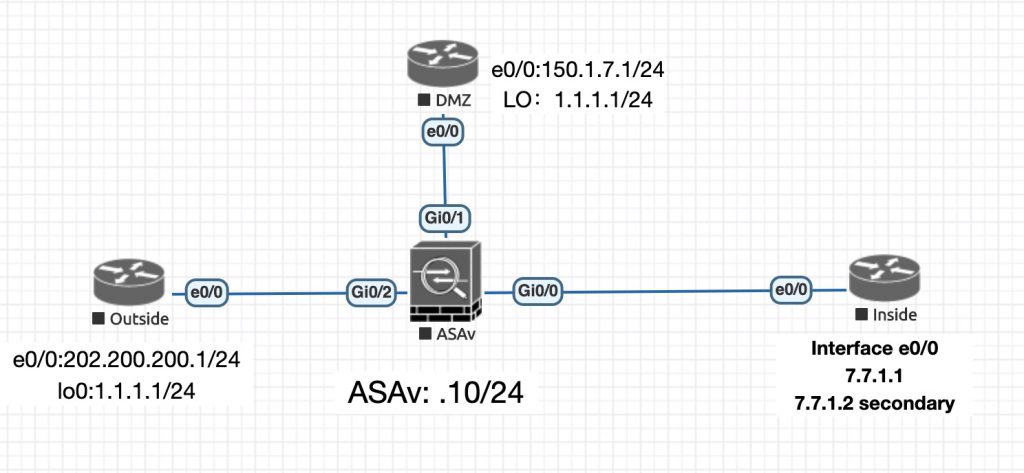 e0/0:150.1.7.1/24
DMZ
LO： 1.1.1.1/24
e0/0
Gi0/1
e0/0
Gi0/2
Gi0/0
e0/0
Outside
ASAv
Inside
e0/0:202.200.200.1/24
lo0:1.1.1.1/24
ASAv: .10/24
Interface e0/0
7.7.1.1
7.7.1.2 secondary